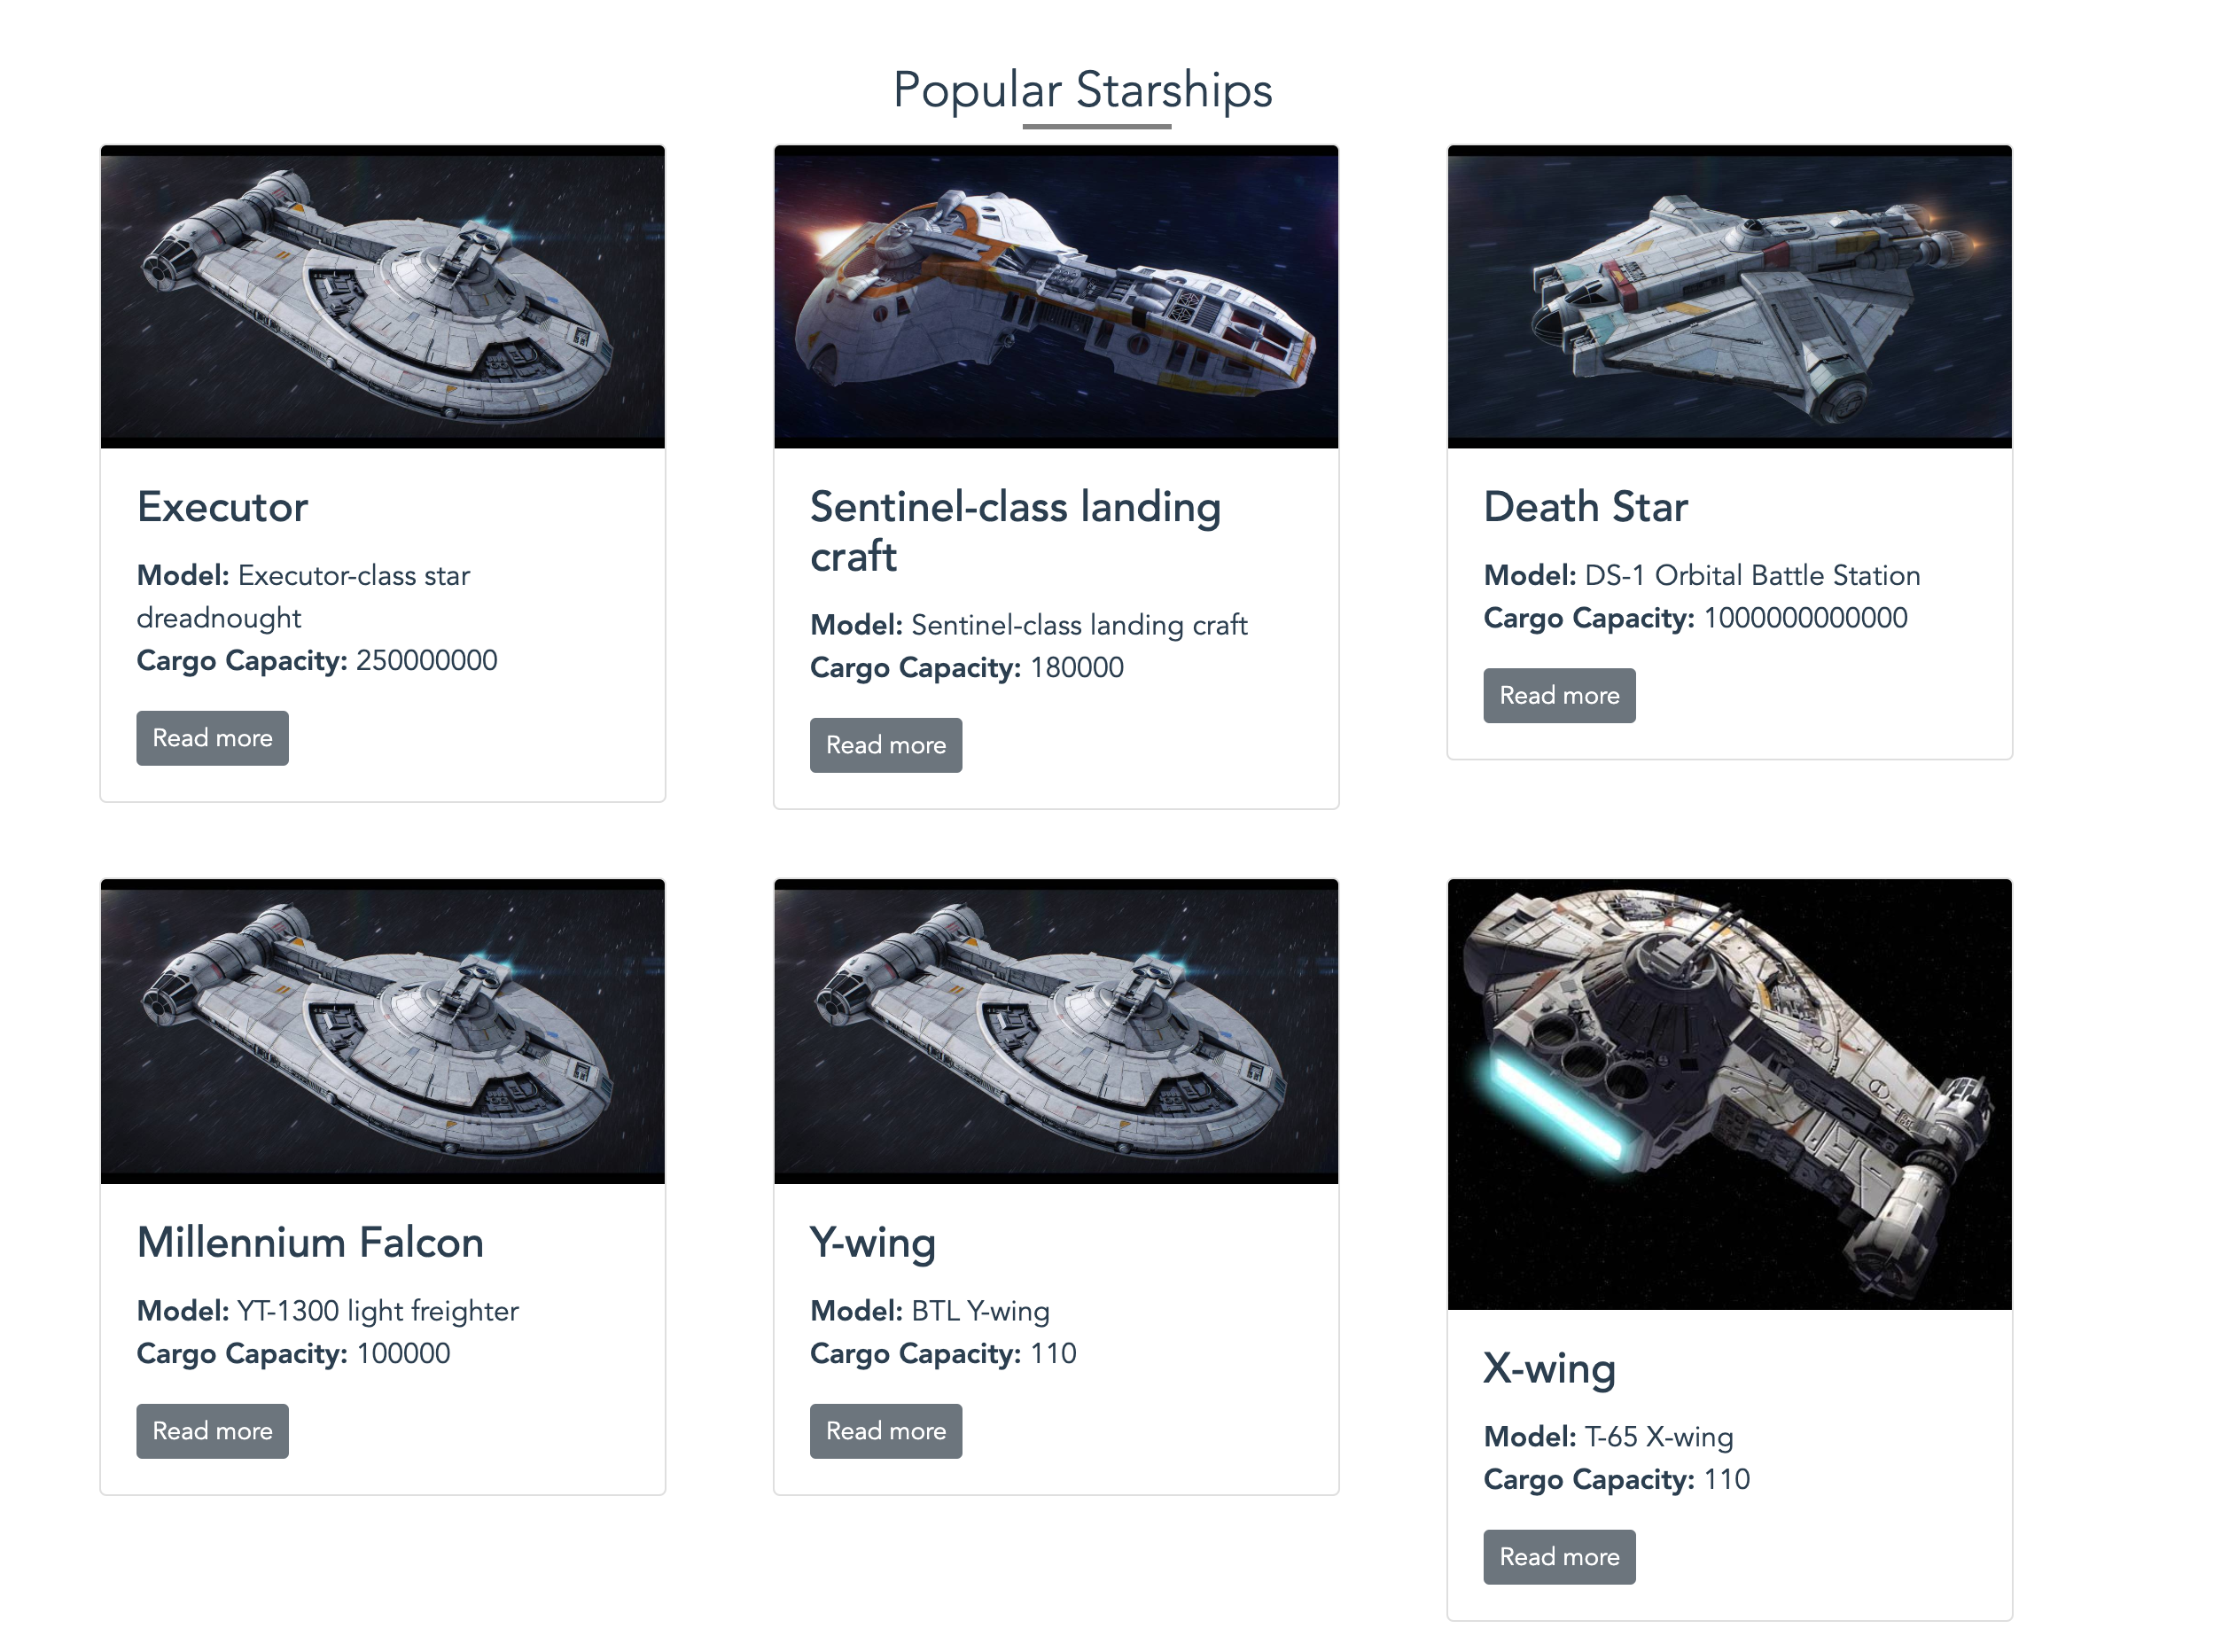 Popular Starships
Executor
Model: Executor-class star
dreadnought
Cargo Capacity: 250000000
Read more
Sentinel-class landing
craft
Model: Sentinel-class landing craft
Cargo Capacity: 180000
Read more
Death Star
Model: DS-1 Orbital Battle Station
Cargo Capacity: 1000000000000
Read more
Millennium Falcon
Model: YT-1300 light freighter
Cargo Capacity: 100000
Read more
Y-wing
Model: BTL Y-wing
Cargo Capacity: 110
Read more
X-wing
Model: T-65 X-wing
Cargo Capacity: 110
Read more